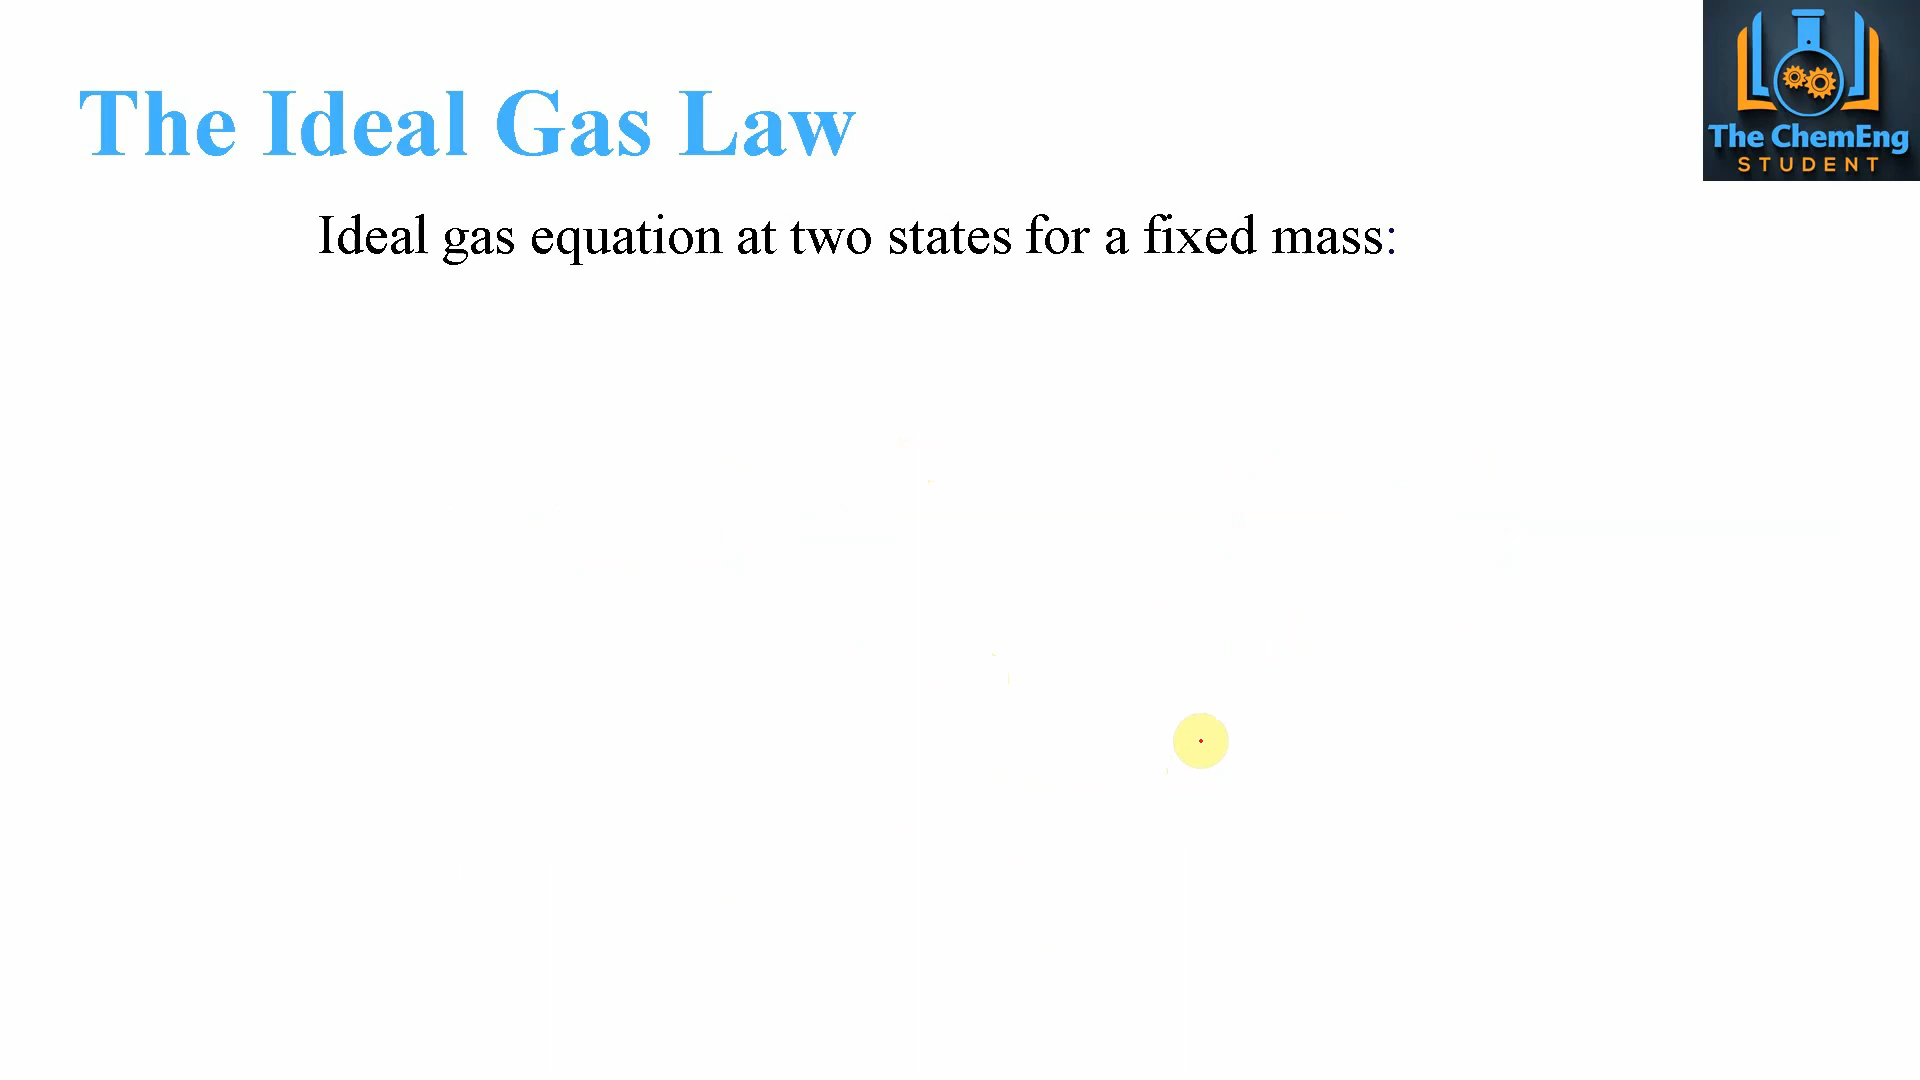 The Ideal Gas Law
The ChemEng
STUDENT
Ideal gas equation at two states for a fixed mass: